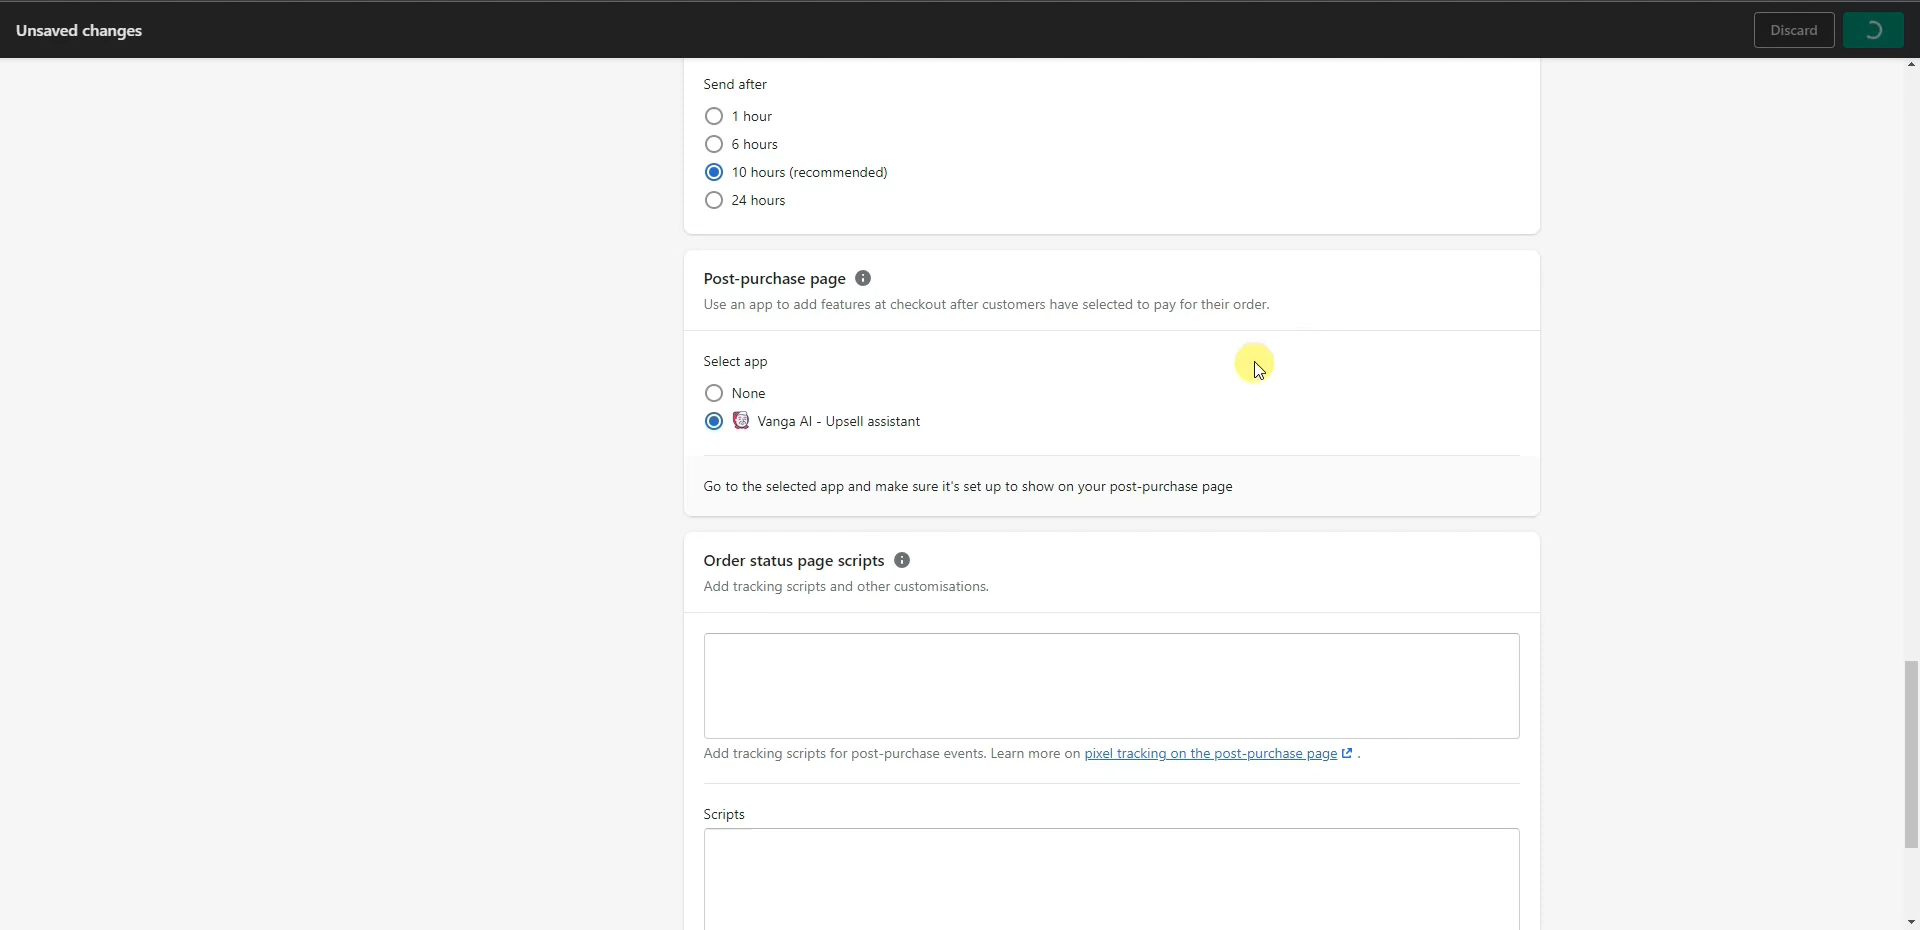 Unsaved changes
Discard
Send after
1 hour
6 hours
10 hours (recommended)
24 hours
Post-purchase page
Use an app to add features at checkout after customers have selected to pay for their order.
Select app
None
Vanga AI - Upsell assistant
Go to the selected app and make sure it's set up to show on your post-purchase page
Order status page scripts
Add tracking scripts and other customisations.
Add tracking scripts for post-purchase events. Learn more on pixel tracking on the post-purchase page .
Scripts